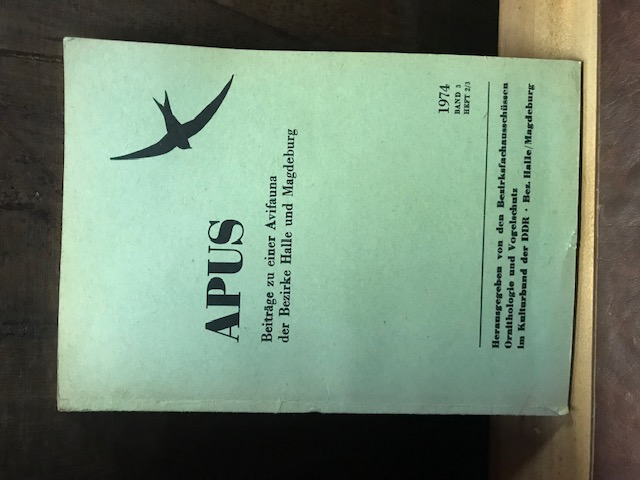 APUS
Beiträge zu einer Avifauna
der Bezirke Halle und Magdeburg
1974
BAND 3
HEFT 2/3
Herausgegeben von den Bezirksfachausschüssen
Ornithologie und Vogelschutz
im Kulturbund der DDR · Bez. Halle/Magdeburg